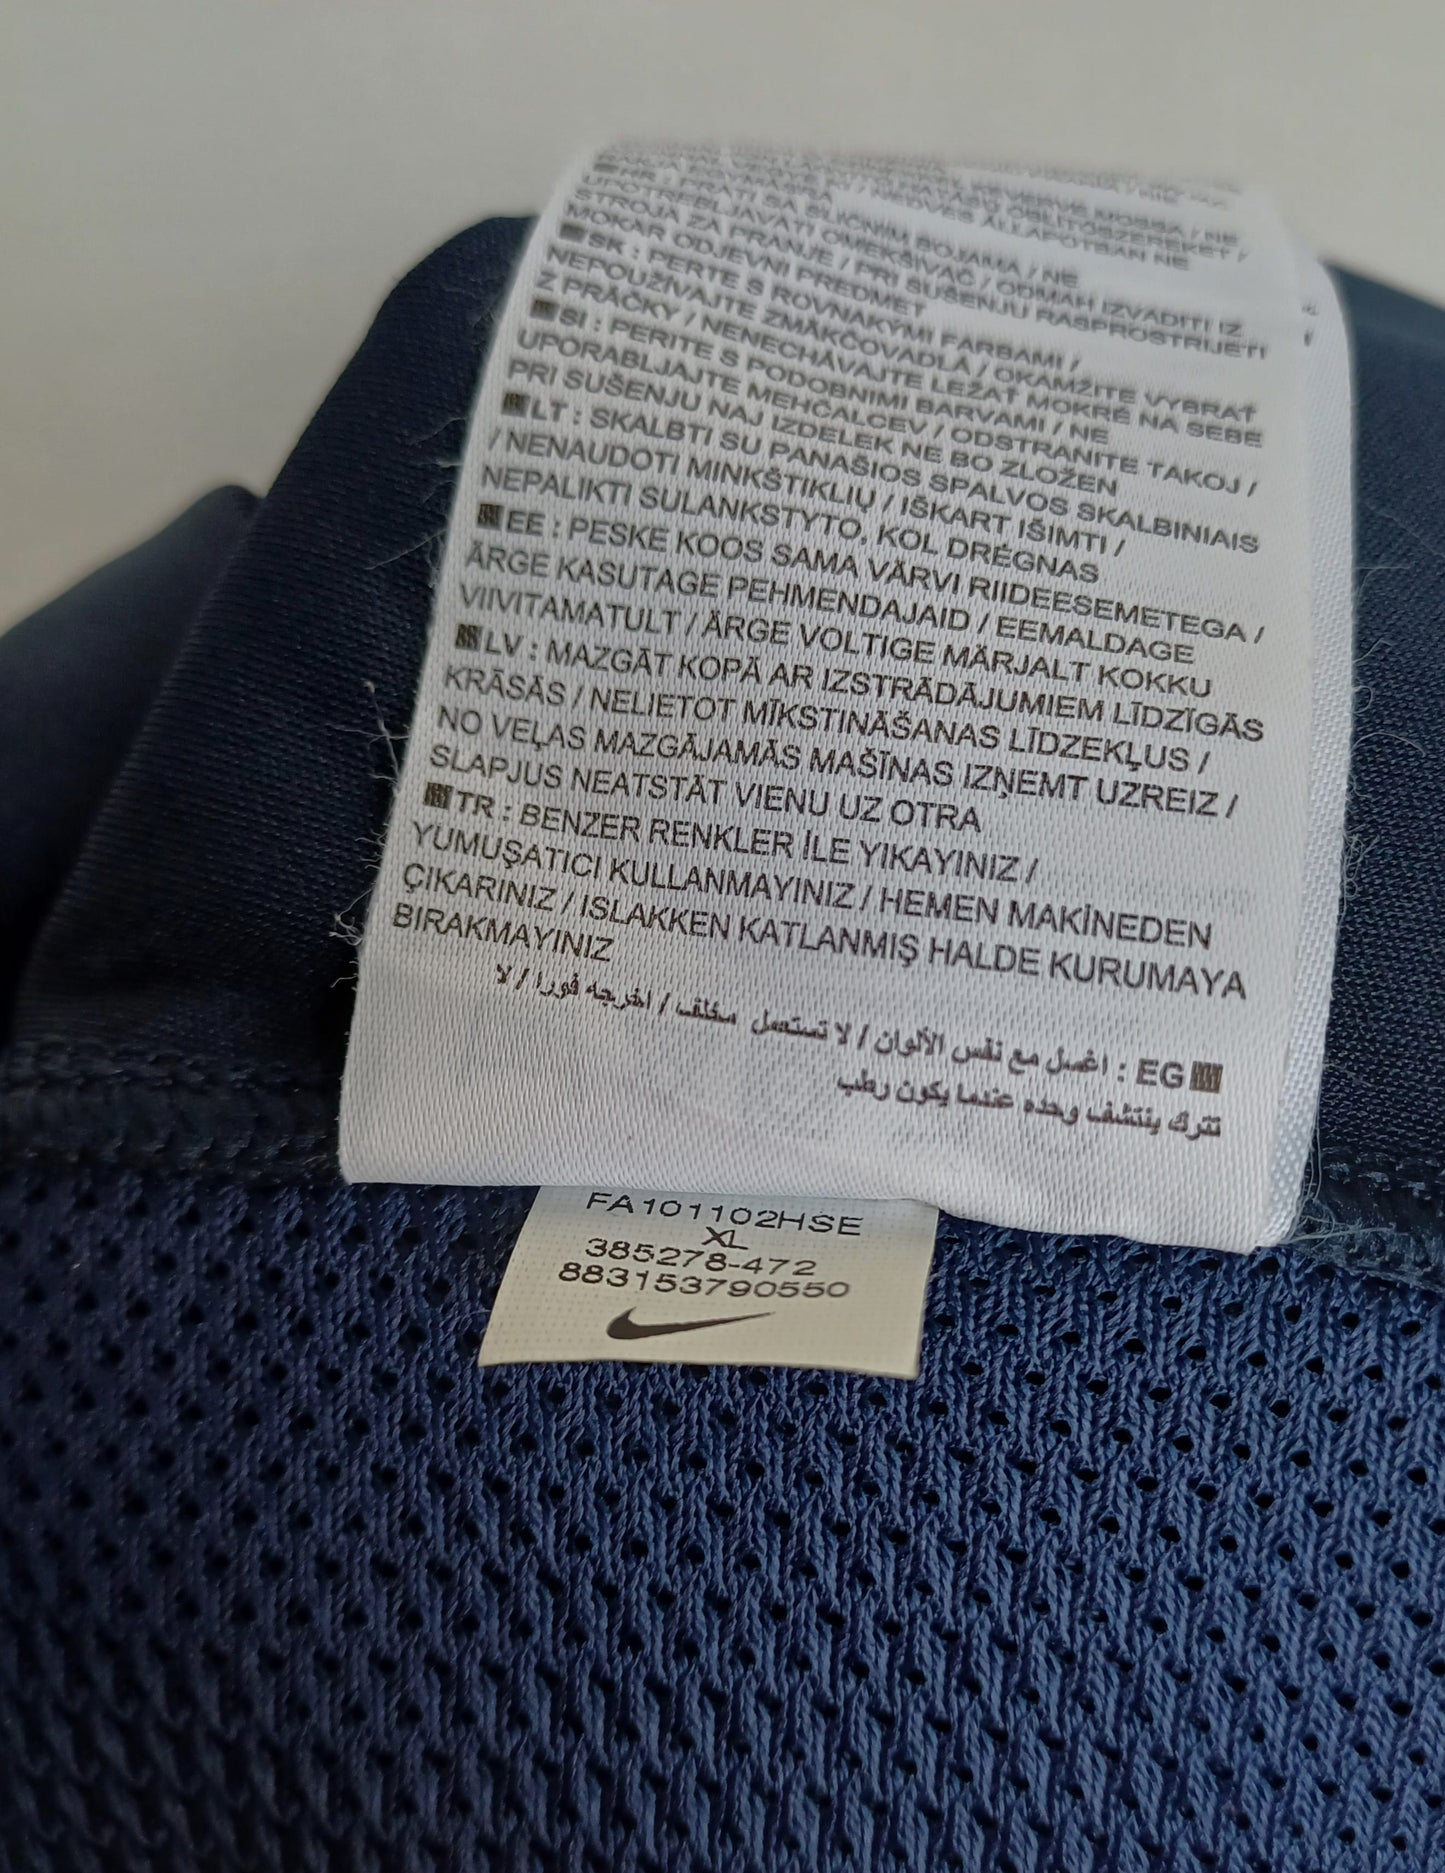 HR : PRATI SA SLIČNIM BOJAMA / NE
UPOTREBLJAVATI OMEKŠIVAČ / ODMAH IZVADITI IZ
STROJA ZA PRANJE / PRI SUŠENJU RASPROSTRIJETI
MOKAR ODJEVNI PREDMET
SK : PERTE S ROVNAKÝMI FARBAMI /
NEPOUŽÍVAJTE ZMÄKČOVADLÁ / OKAMŽITE VYBRAŤ
Z PRÁČKY / NENECHÁVAJTE LEŽAŤ MOKRÉ NA SEBE
SI : PERITE S PODOBNIMI BARVAMI / NE
UPORABLJAJTE MEHČALCEV / ODSTRANITE TAKOJ /
PRI SUŠENJU NAJ IZDELEK NE BO ZLOŽEN
LT : SKALBTI SU PANAŠIOS SPALVOS SKALBINIAIS
/ NENAUDOTI MINKŠTIKLIŲ / IŠKART IŠIMTI /
NEPALIKTI SULANKSTYTO, KOL DRĖGNAS
EE : PESKE KOOS SAMA VÄRVI RIIDEESEMETEGA /
ÄRGE KASUTAGE PEHMENDAJAID / EEMALDAGE
VIIVITAMATULT / ÄRGE VOLTIGE MÄRJALT KOKKU
LV : MAZGĀT KOPĀ AR IZSTRĀDĀJUMIEM LĪDZĪGĀS
KRĀSĀS / NELIETOT MĪKSTINĀŠANAS LĪDZEKĻUS /
NO VEĻAS MAZGĀJAMĀS MAŠĪNAS IZŅEMT UZREIZ /
SLAPJUS NEATSTĀT VIENU UZ OTRA
TR : BENZER RENKLER İLE YIKAYINIZ /
YUMUŞATICI KULLANMAYINIZ / HEMEN MAKİNEDEN
ÇIKARINIZ / ISLAKKEN KATLANMIŞ HALDE KURUMAYA
BIRAKMAYINIZ
EG : اغسل مع نفس الألوان / لا تستعمل مخلف / اخرجه فورا / لا
تترك ينتشف وحده عندما يكون رطب
FA101102HSE
XL
385278-472
883153790550